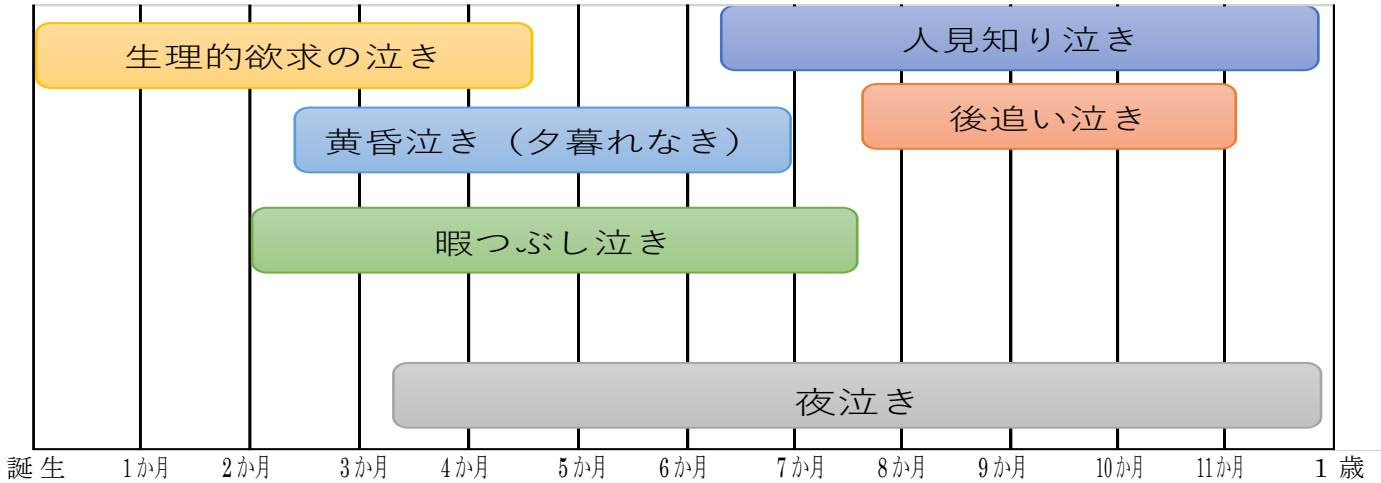 生理的欲求の泣き
人見知り泣き
後追い泣き
黄昏泣き（夕暮れなき）
暇つぶし泣き
夜泣き
誕生 1か月 2か月 3か月 4か月 5か月 6か月 7か月 8か月 9か月 10か月 11か月 1歳